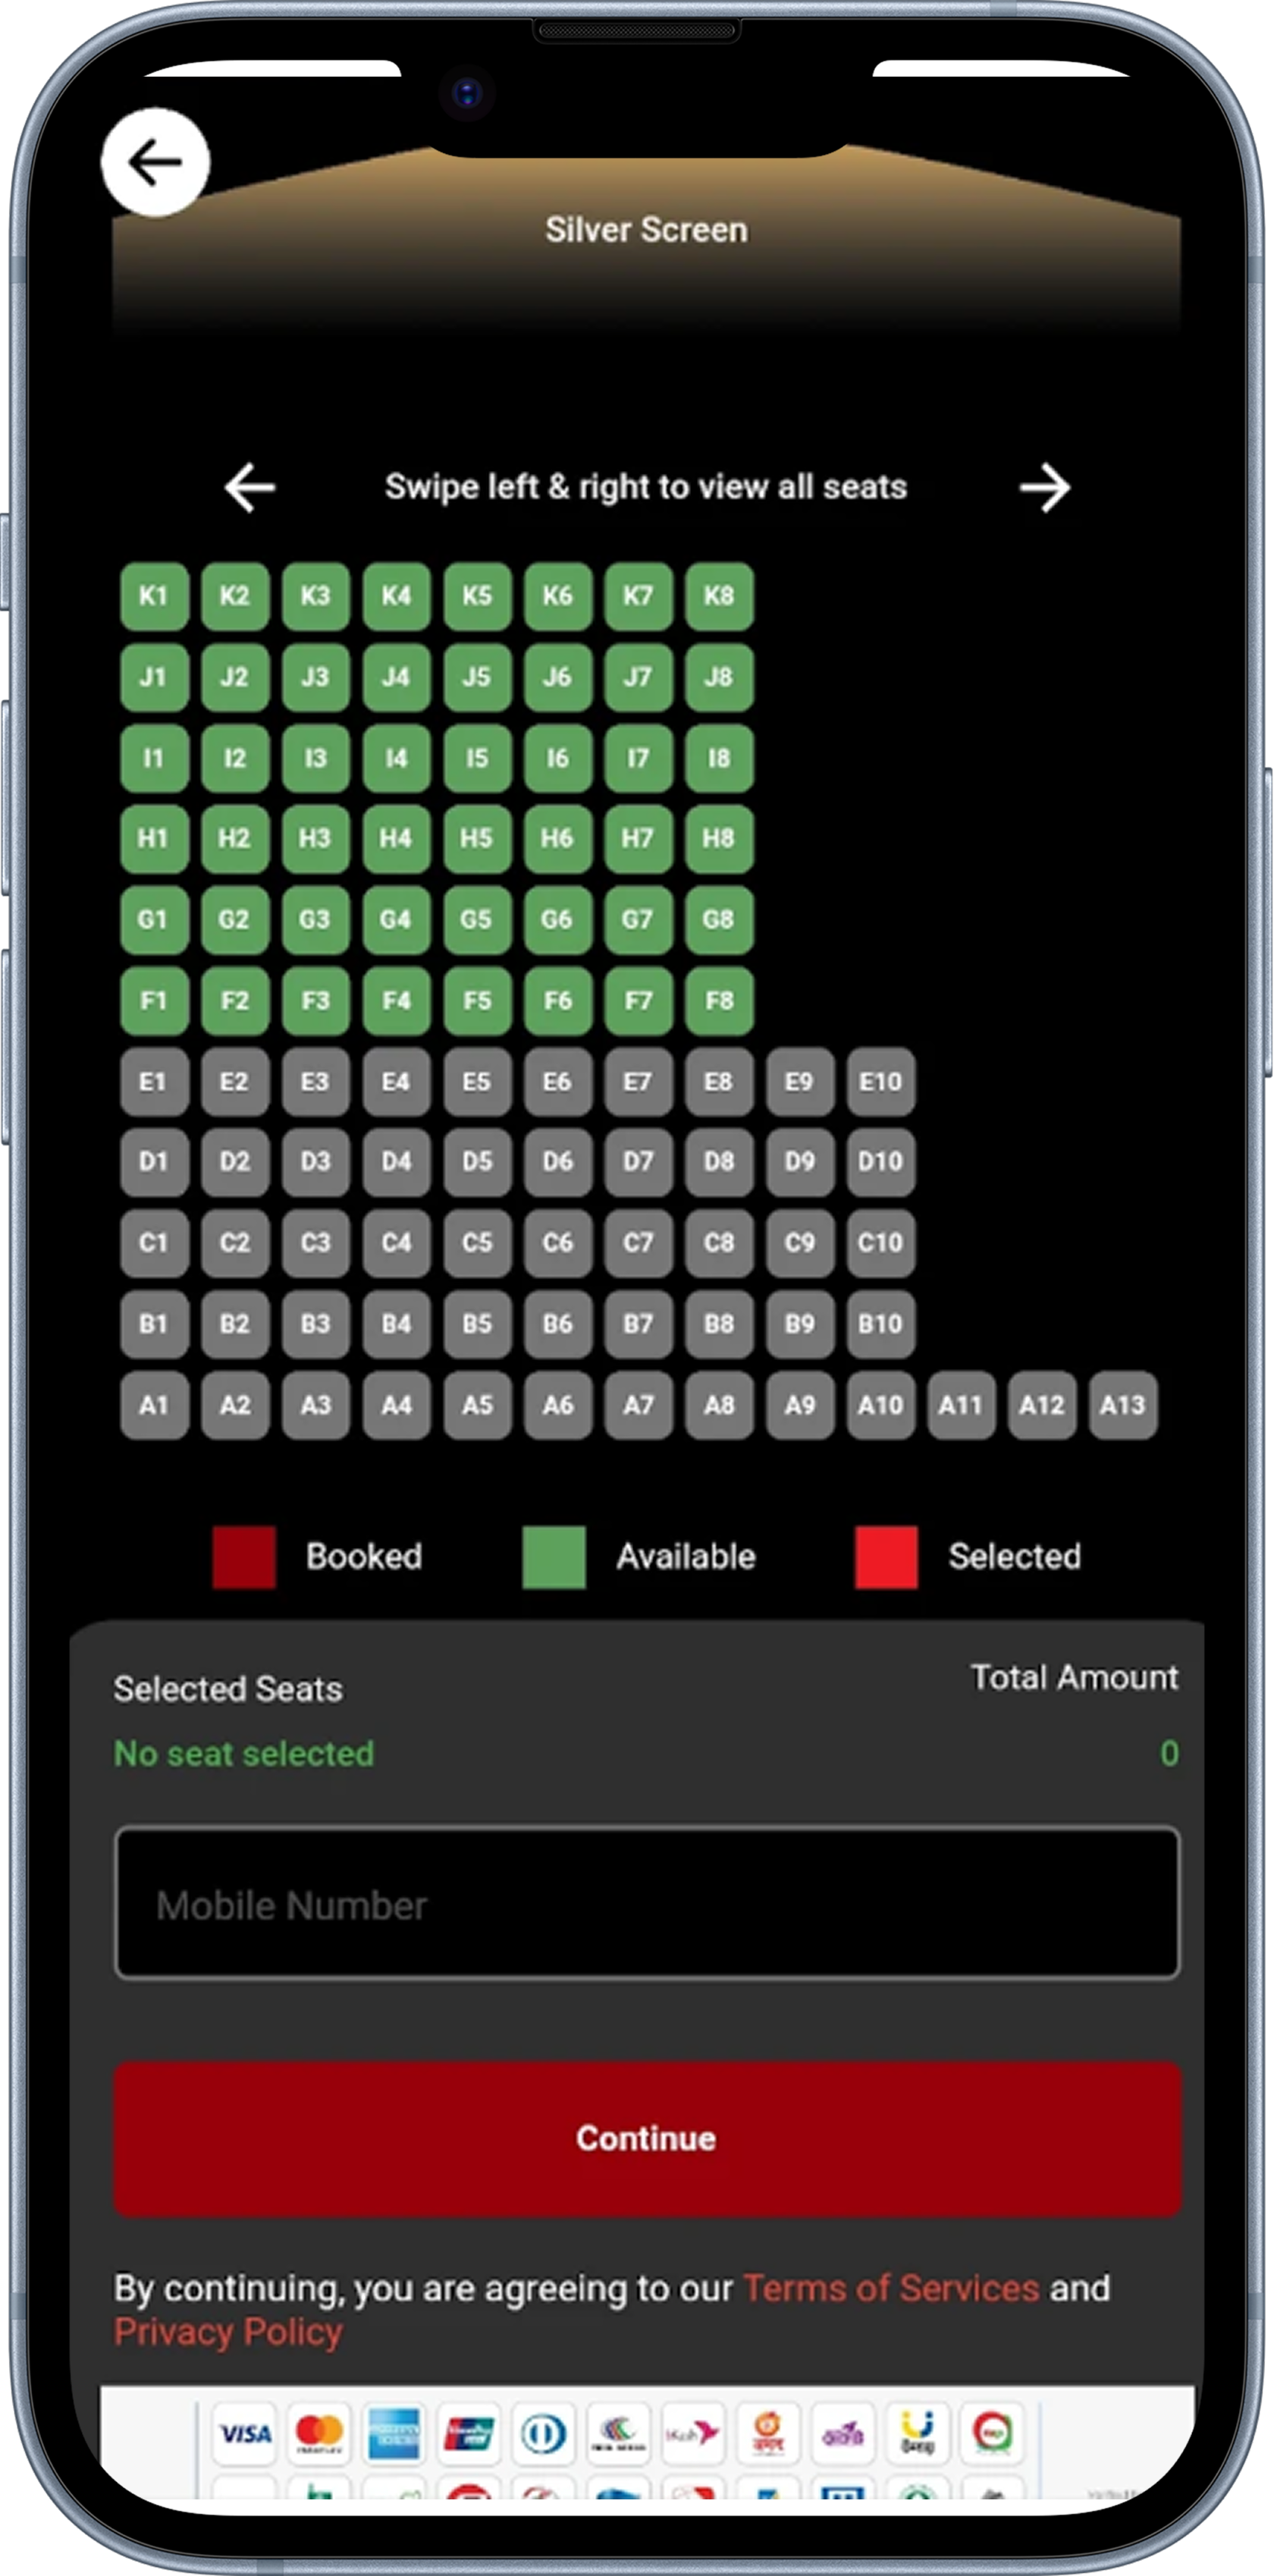 Silver Screen
Swipe left & right to view all seats
K1 K2 K3 K4 K5 K6 K7 K8
J1 J2 J3 J4 J5 J6 J7 J8
I1 I2 I3 I4 I5 I6 I7 I8
H1 H2 H3 H4 H5 H6 H7 H8
G1 G2 G3 G4 G5 G6 G7 G8
F1 F2 F3 F4 F5 F6 F7 F8
E1 E2 E3 E4 E5 E6 E7 E8 E9 E10
D1 D2 D3 D4 D5 D6 D7 D8 D9 D10
C1 C2 C3 C4 C5 C6 C7 C8 C9 C10
B1 B2 B3 B4 B5 B6 B7 B8 B9 B10
A1 A2 A3 A4 A5 A6 A7 A8 A9 A10 A11 A12 A13
Booked Available Selected
Selected Seats Total Amount
No seat selected 0
Mobile Number
Continue
By continuing, you are agreeing to our Terms of Services and
Privacy Policy
VISA